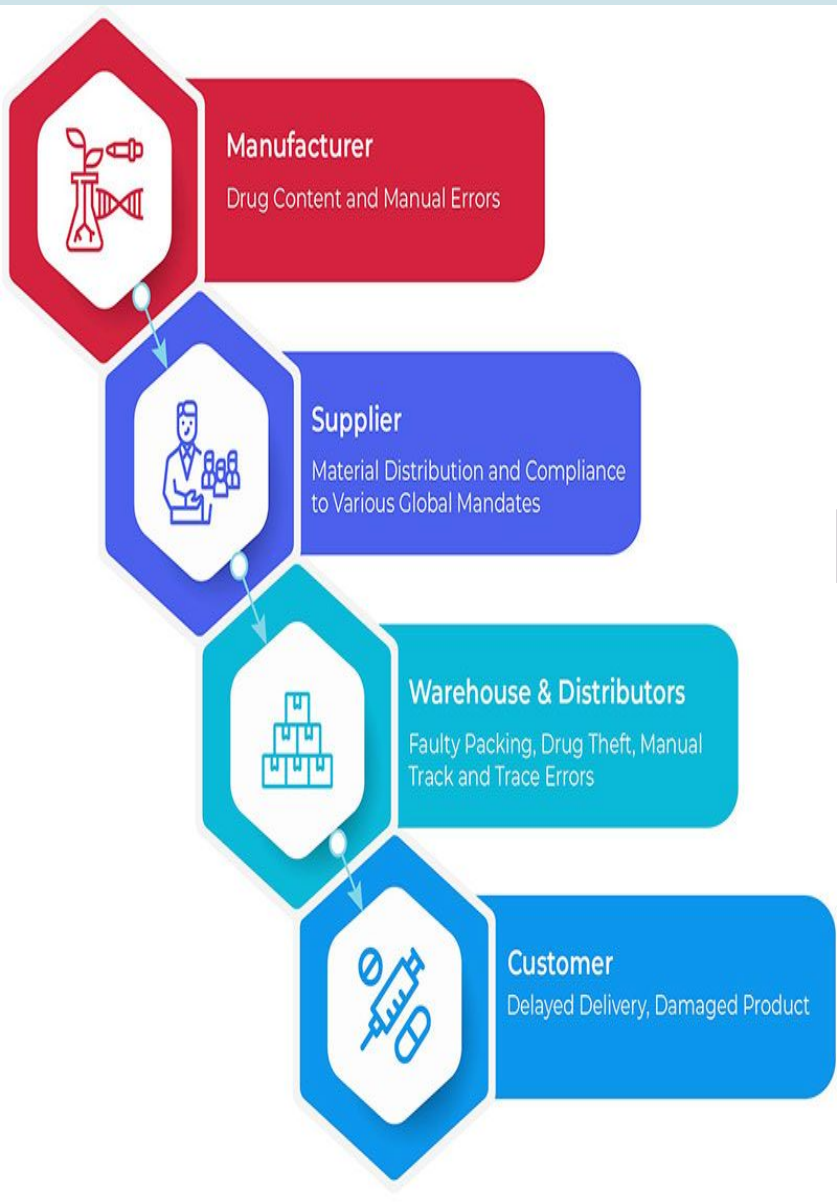 Manufacturer
Drug Content and Manual Errors
Supplier
Material Distribution and Compliance
to Various Global Mandates
Warehouse & Distributors
Faulty Packing, Drug Theft, Manual
Track and Trace Errors
Customer
Delayed Delivery, Damaged Product